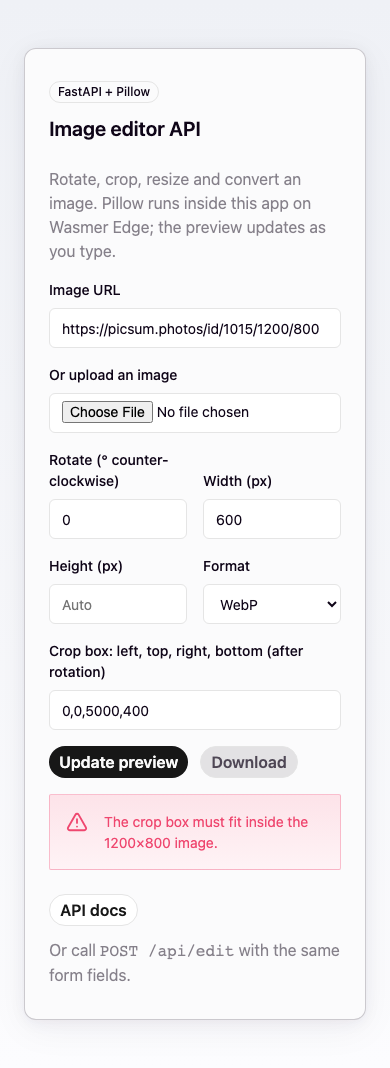 FastAPI + Pillow
Image editor API
Rotate, crop, resize and convert an
image. Pillow runs inside this app on
Wasmer Edge; the preview updates as
you type.
Image URL
https://picsum.photos/id/1015/1200/800
Or upload an image
Choose File No file chosen
Rotate (° counter-
clockwise)
Width (px)
0
600
Height (px)
Format
Auto
WebP
Crop box: left, top, right, bottom (after
rotation)
0,0,5000,400
Update preview
Download
The crop box must fit inside the
1200×800 image.
API docs
Or call POST /api/edit with the same
form fields.